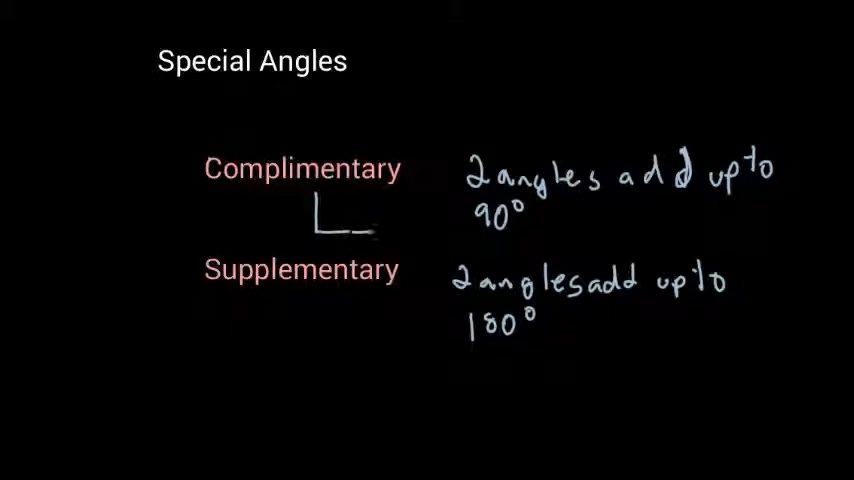 Special Angles
Complimentary
2 angles add up to
90°
Supplementary
2 angles add up to
180°